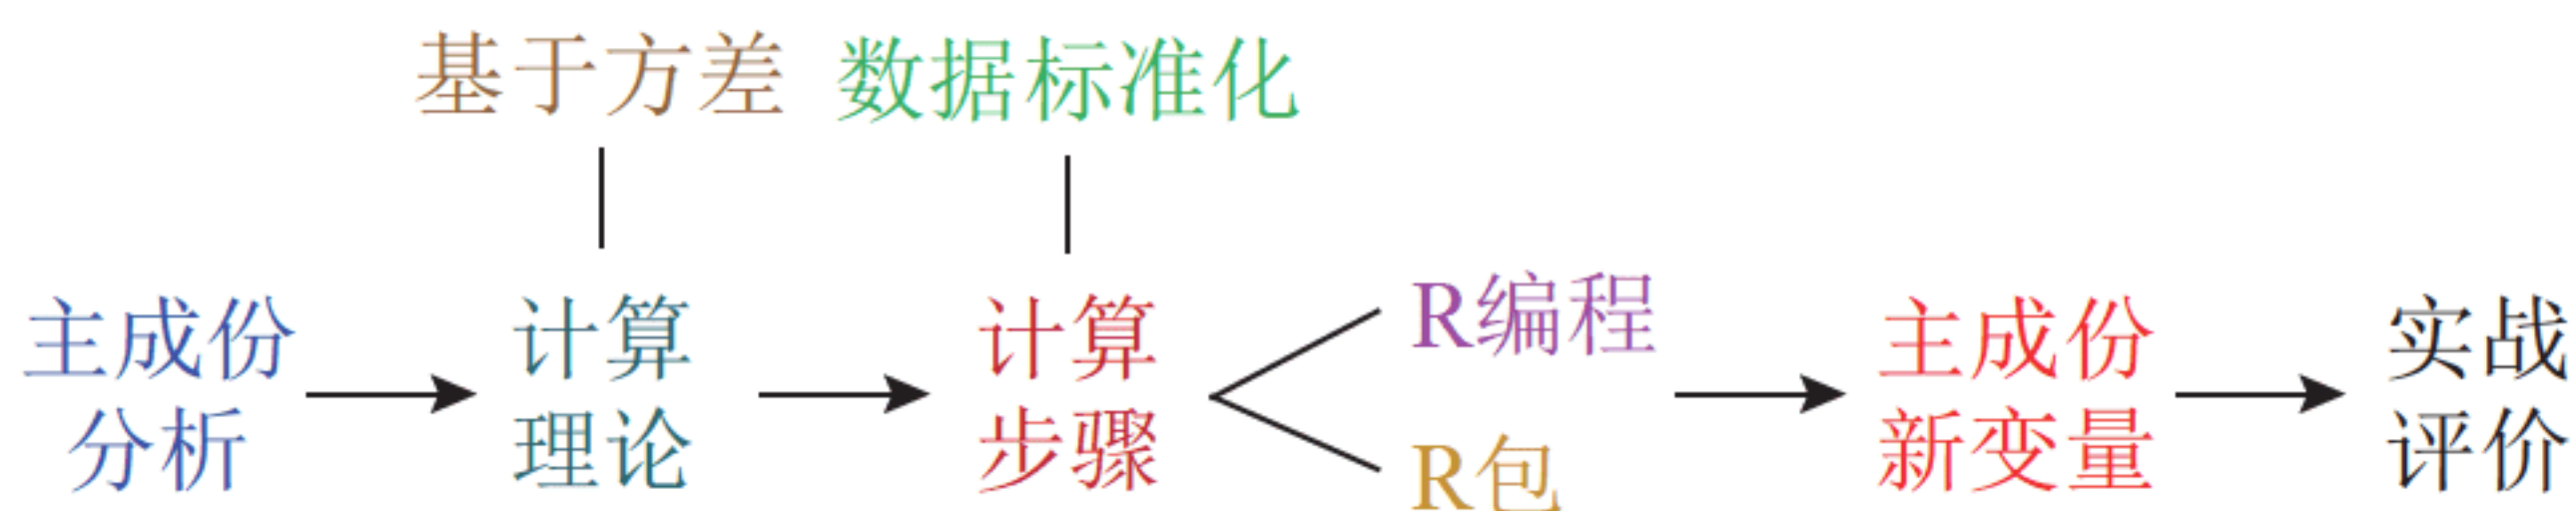 基于方差
数据标准化
主成份
分析
计算
理论
计算
步骤
R编程
R包
主成份
新变量
实战
评价